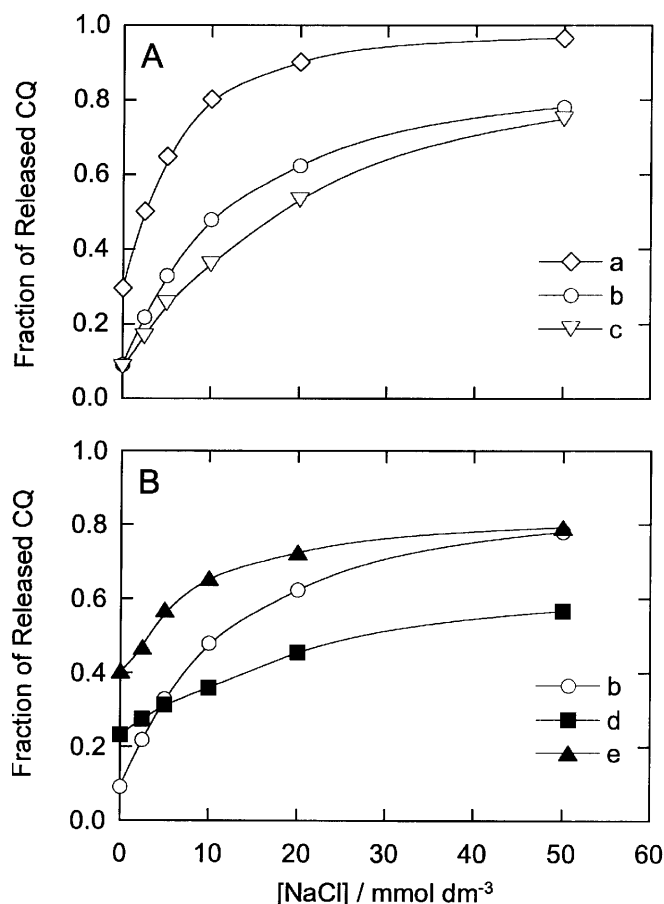 A
Fraction of Released CQ
1.0
0.8
0.6
0.4
0.2
0.0
a
b
c
B
Fraction of Released CQ
1.0
0.8
0.6
0.4
0.2
0.0
b
d
e
0 10 20 30 40 50 60
[NaCl] / mmol dm-3